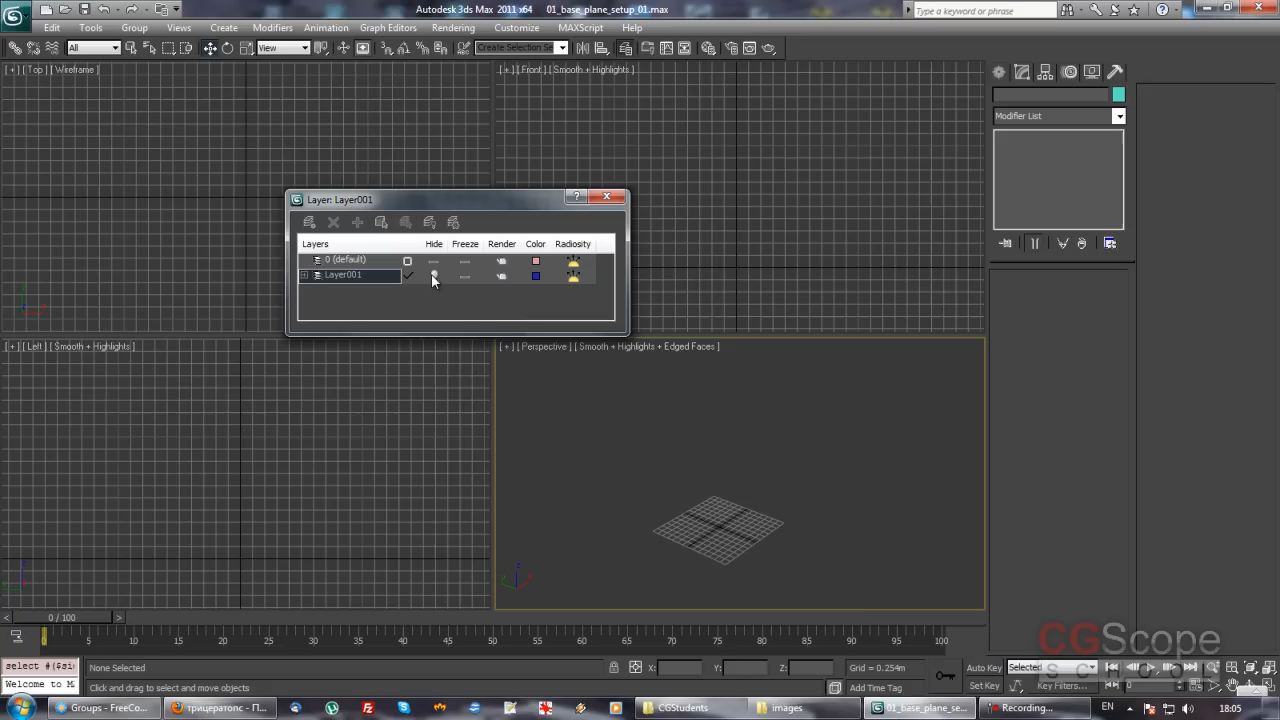 Autodesk 3ds Max 2011 x64 01_base_plane_setup_01.max
Type a keyword or phrase
Edit Tools Group Views Create Modifiers Animation Graph Editors Rendering Customize MAXScript Help
All View Create Selection Se
[ + ] [ Top ] [ Wireframe ]
[ + ] [ Front ] [ Smooth + Highlights ]
Modifier List
Layer: Layer001
Layers Hide Freeze Render Color Radiosity
0 (default)
Layer001
[ + ] [ Left ] [ Smooth + Highlights ]
[ + ] [ Perspective ] [ Smooth + Highlights + Edged Faces ]
z
0 / 100
0 5 10 15 20 25 30 35 40 45 50 55 60 65 70 75 80 85 90 95 100
CGScope
SCHOOL
select #($si
None Selected X: Y: Z: Grid = 0.254m Auto Key Selected
Welcome to M
Click and drag to select and move objects Add Time Tag Set Key Key Filters... 0
Groups - FreeCo... трицератопс - П... CGStudents images 01_base_plane_se... Recording... EN 18:05